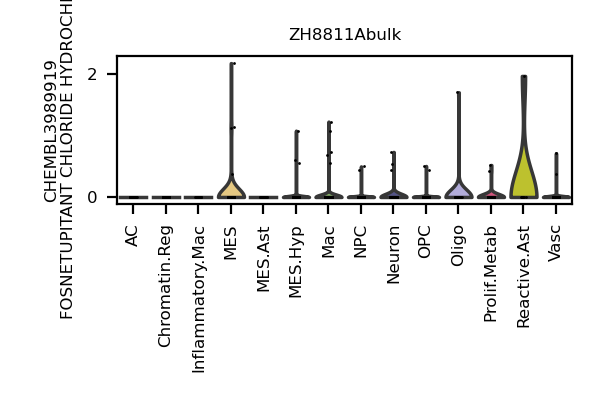 ZH8811Abulk
CHEMBL3989919
FOSNETUPITANT CHLORIDE
2
0
AC
Chromatin.Reg
Inflammatory.Mac
MES
MES.Ast
MES.Hyp
Mac
NPC
Neuron
OPC
Oligo
Prolif.Metab
Reactive.Ast
Vasc